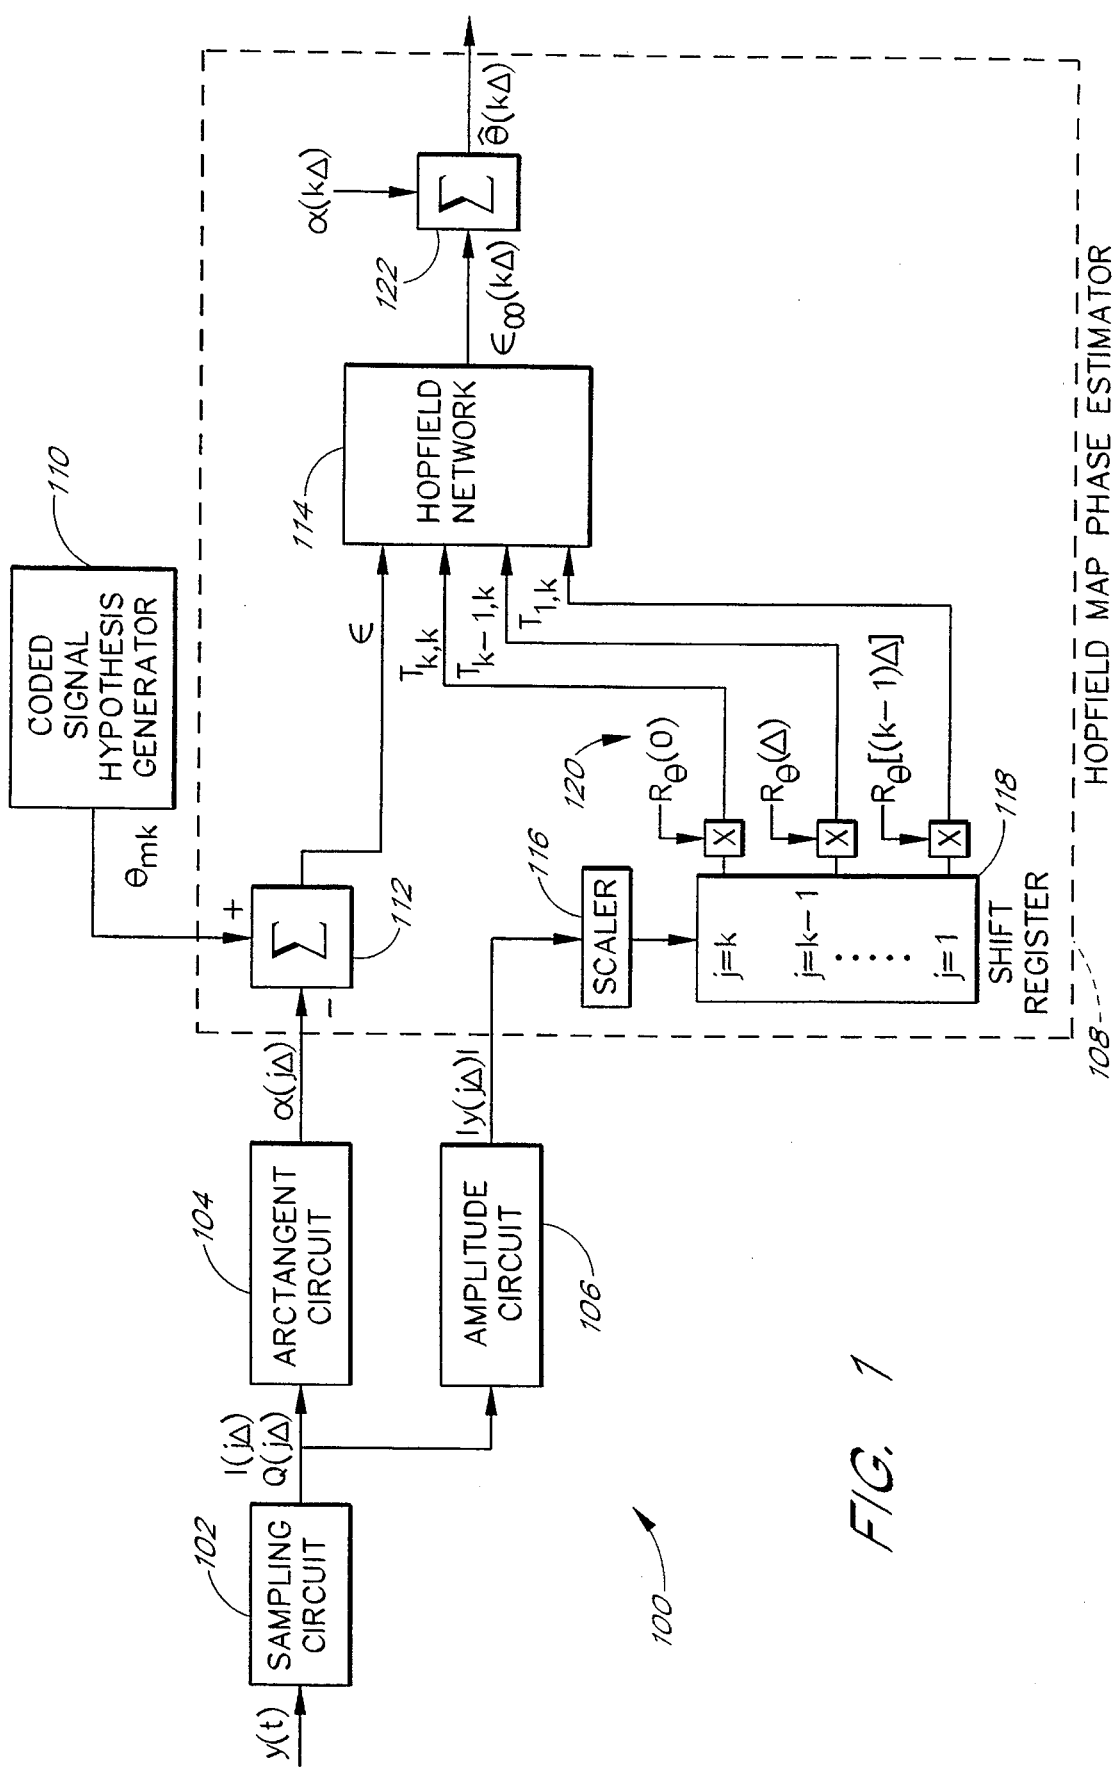 y(t)
102
SAMPLING
CIRCUIT
I(jΔ)
Q(jΔ)
104
ARCTANGENT
CIRCUIT
α(jΔ)
AMPLITUDE
CIRCUIT
106
|y(jΔ)|
110
CODED
SIGNAL
HYPOTHESIS
GENERATOR
θmk
+
−
Σ
112
ϵ
116
SCALER
j=k
j=k−1
.....
j=1
SHIFT
REGISTER
118
120
Rθ(0)
X
Rθ(Δ)
X
Rθ[(k−1)Δ]
X
Tk,k
Tk−1,k
T1,k
114
HOPFIELD
NETWORK
ϵ∞(kΔ)
α(kΔ)
122
Σ
θ̂(kΔ)
108
HOPFIELD MAP PHASE ESTIMATOR
100
FIG. 1